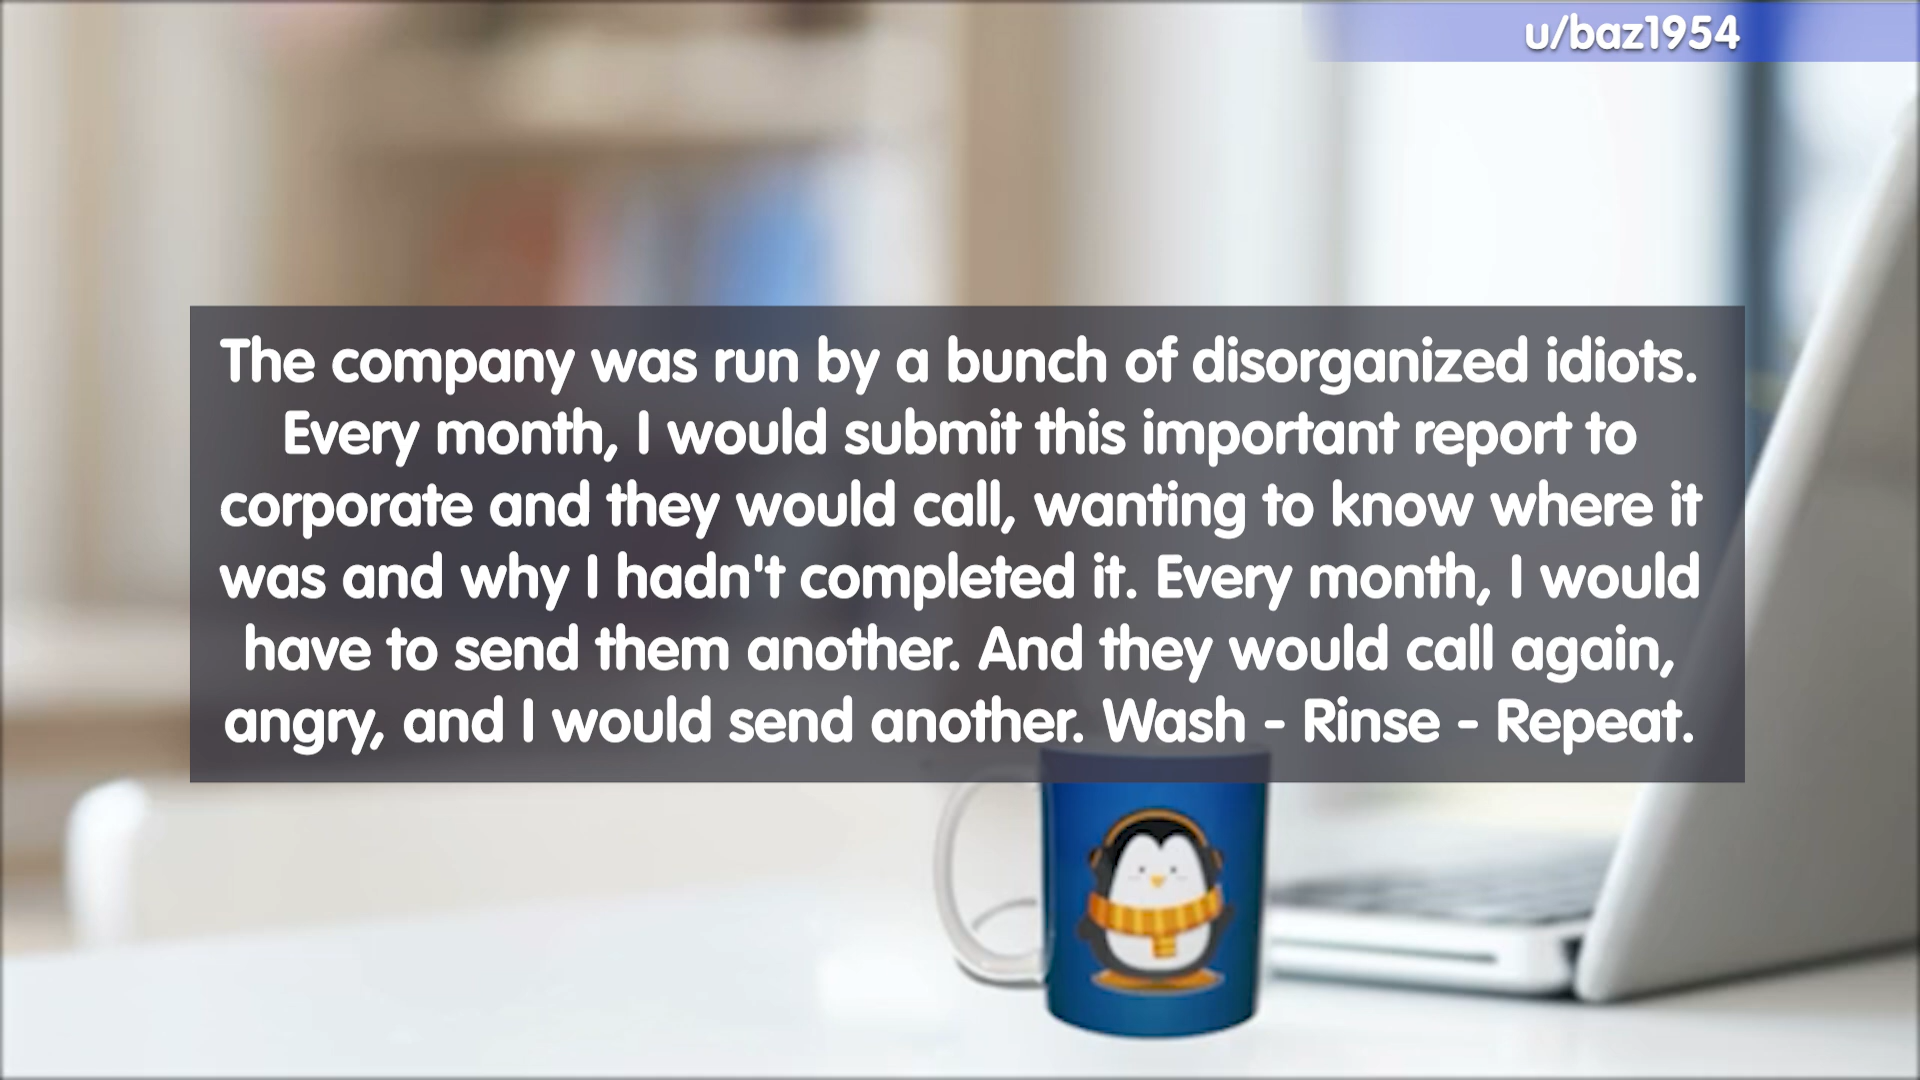 u/baz1954
The company was run by a bunch of disorganized idiots.
Every month, I would submit this important report to
corporate and they would call, wanting to know where it
was and why I hadn't completed it. Every month, I would
have to send them another. And they would call again,
angry, and I would send another. Wash - Rinse - Repeat.